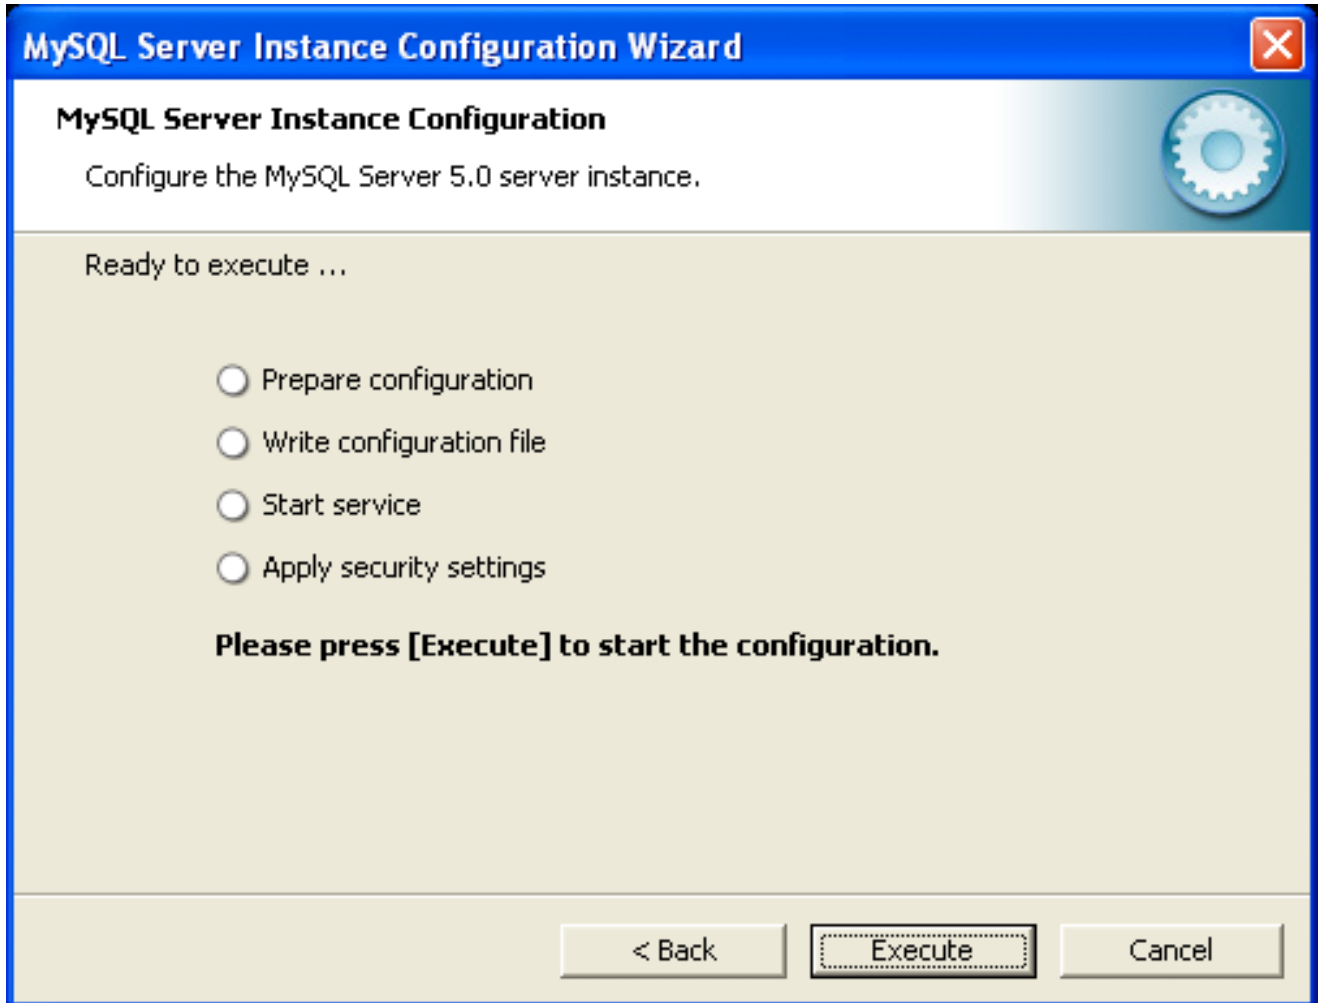 MySQL Server Instance Configuration Wizard
MySQL Server Instance Configuration
Configure the MySQL Server 5.0 server instance.
Ready to execute ...
Prepare configuration
Write configuration file
Start service
Apply security settings
Please press [Execute] to start the configuration.
< Back Execute Cancel